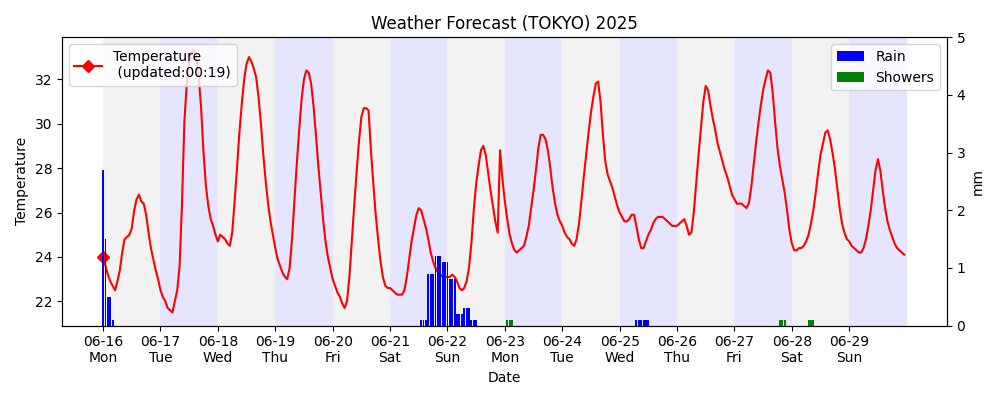 Weather Forecast (TOKYO) 2025
Temperature
(updated:00:19)
Rain
Showers
Temperature
32
30
28
26
24
22
5
4
3
2
1
0
mm
06-16 06-17 06-18 06-19 06-20 06-21 06-22 06-23 06-24 06-25 06-26 06-27 06-28 06-29
Mon Tue Wed Thu Fri Sat Sun Mon Tue Wed Thu Fri Sat Sun
Date